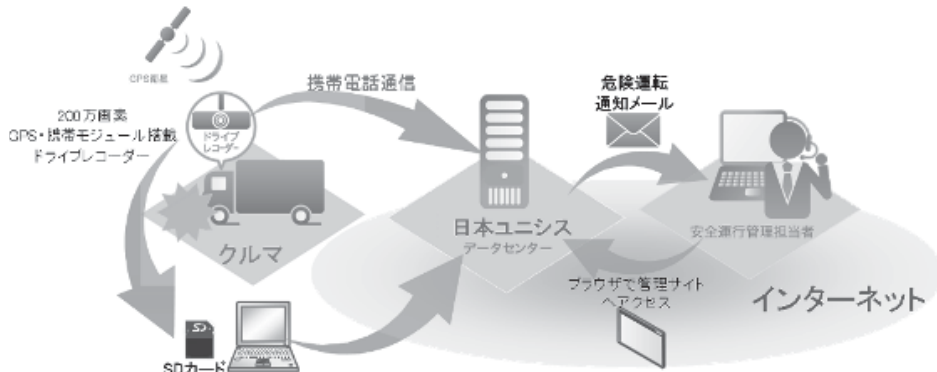 GPS衛星
200万画素
GPS・携帯モジュール搭載
ドライブレコーダー
ドライブ
レコーダー
携帯電話通信
危険運転
通知メール
クルマ
日本ユニシス
データセンター
安全運行管理担当者
ブラウザで管理サイト
へアクセス
インターネット
SD
SDカード